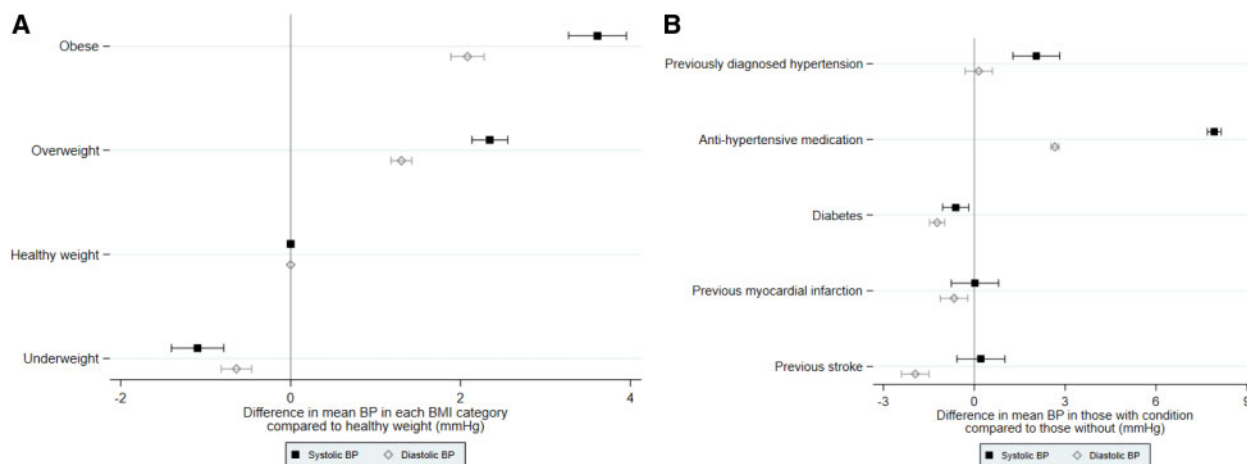 A
Obese
Overweight
Healthy weight
Underweight
-2 0 2 4
Difference in mean BP in each BMI category
compared to healthy weight (mmHg)
Systolic BP Diastolic BP
B
Previously diagnosed hypertension
Anti-hypertensive medication
Diabetes
Previous myocardial infarction
Previous stroke
-3 0 3 6 9
Difference in mean BP in those with condition
compared to those without (mmHg)
Systolic BP Diastolic BP